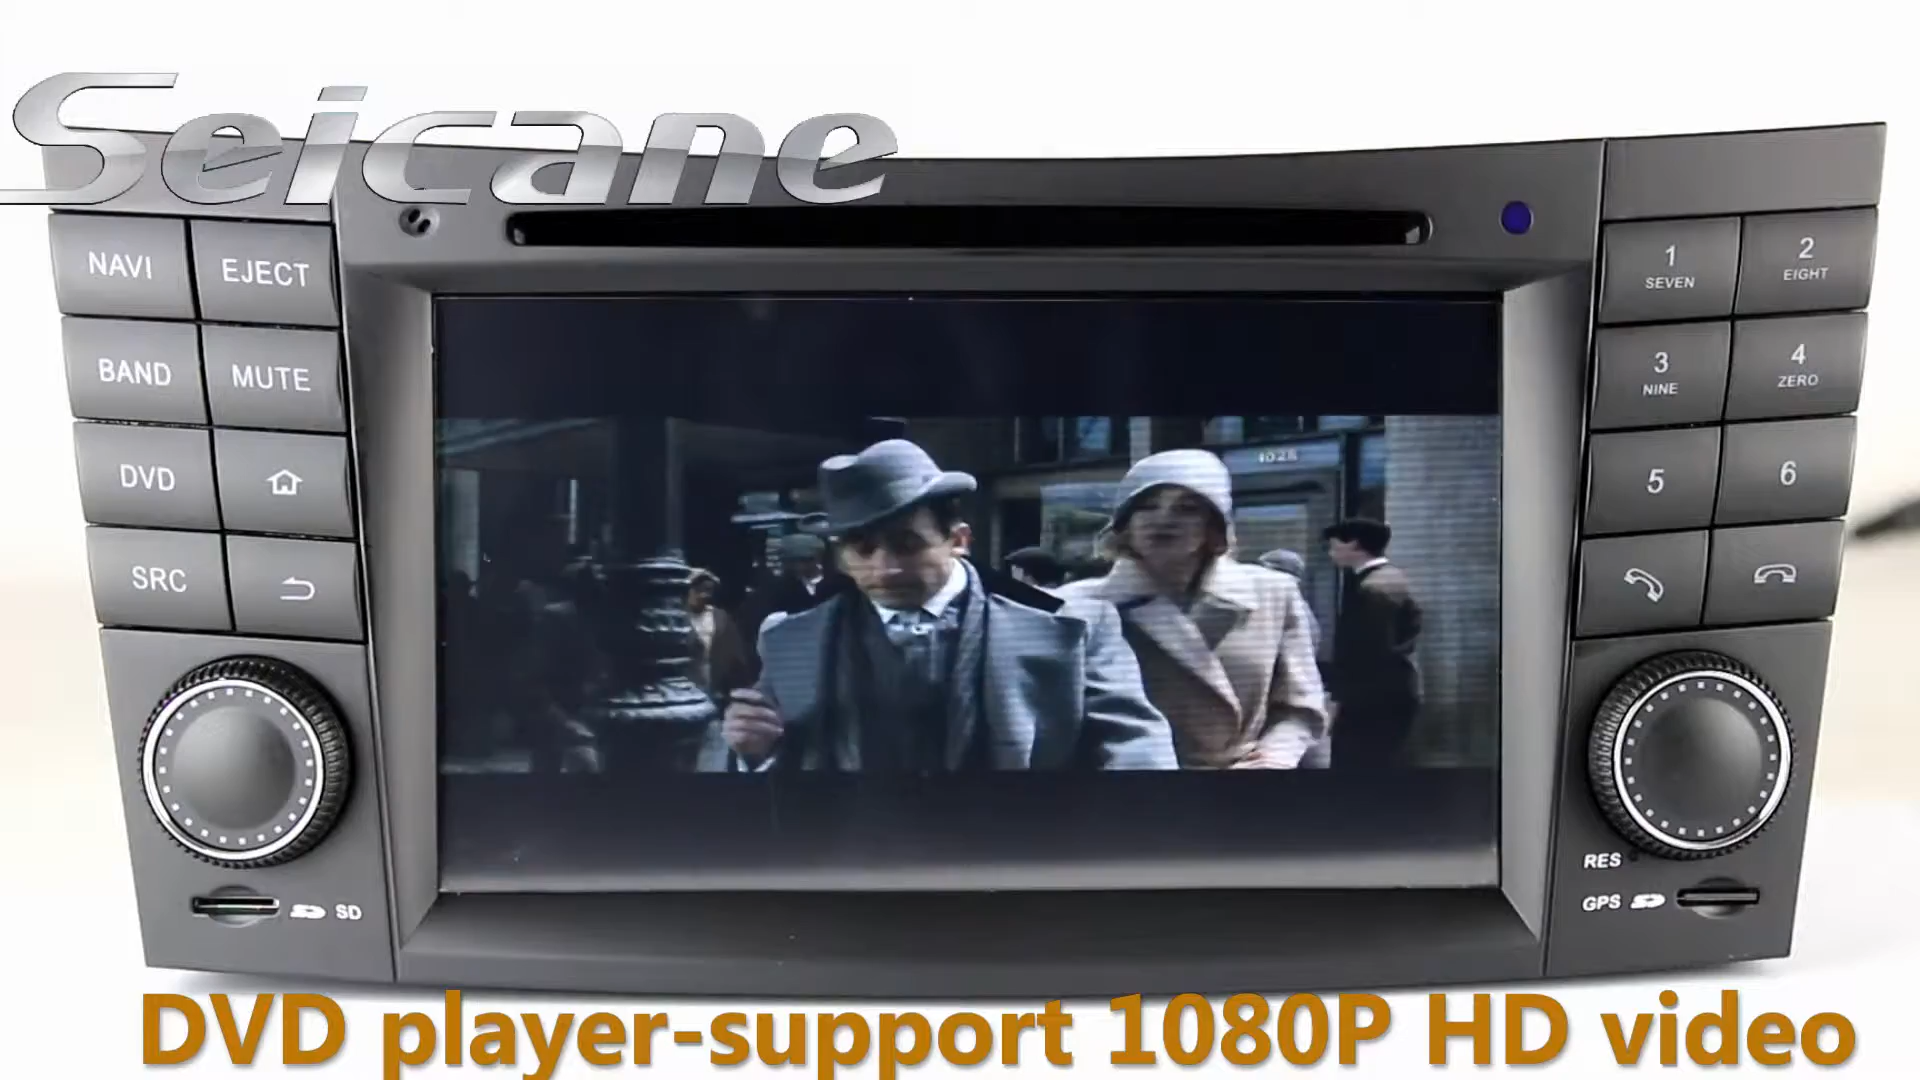 Seicane
NAVI
EJECT
BAND
MUTE
DVD
SRC
SD
1
SEVEN
2
EIGHT
3
NINE
4
ZERO
5
6
RES
GPS
1028
DVD player-support 1080P HD video